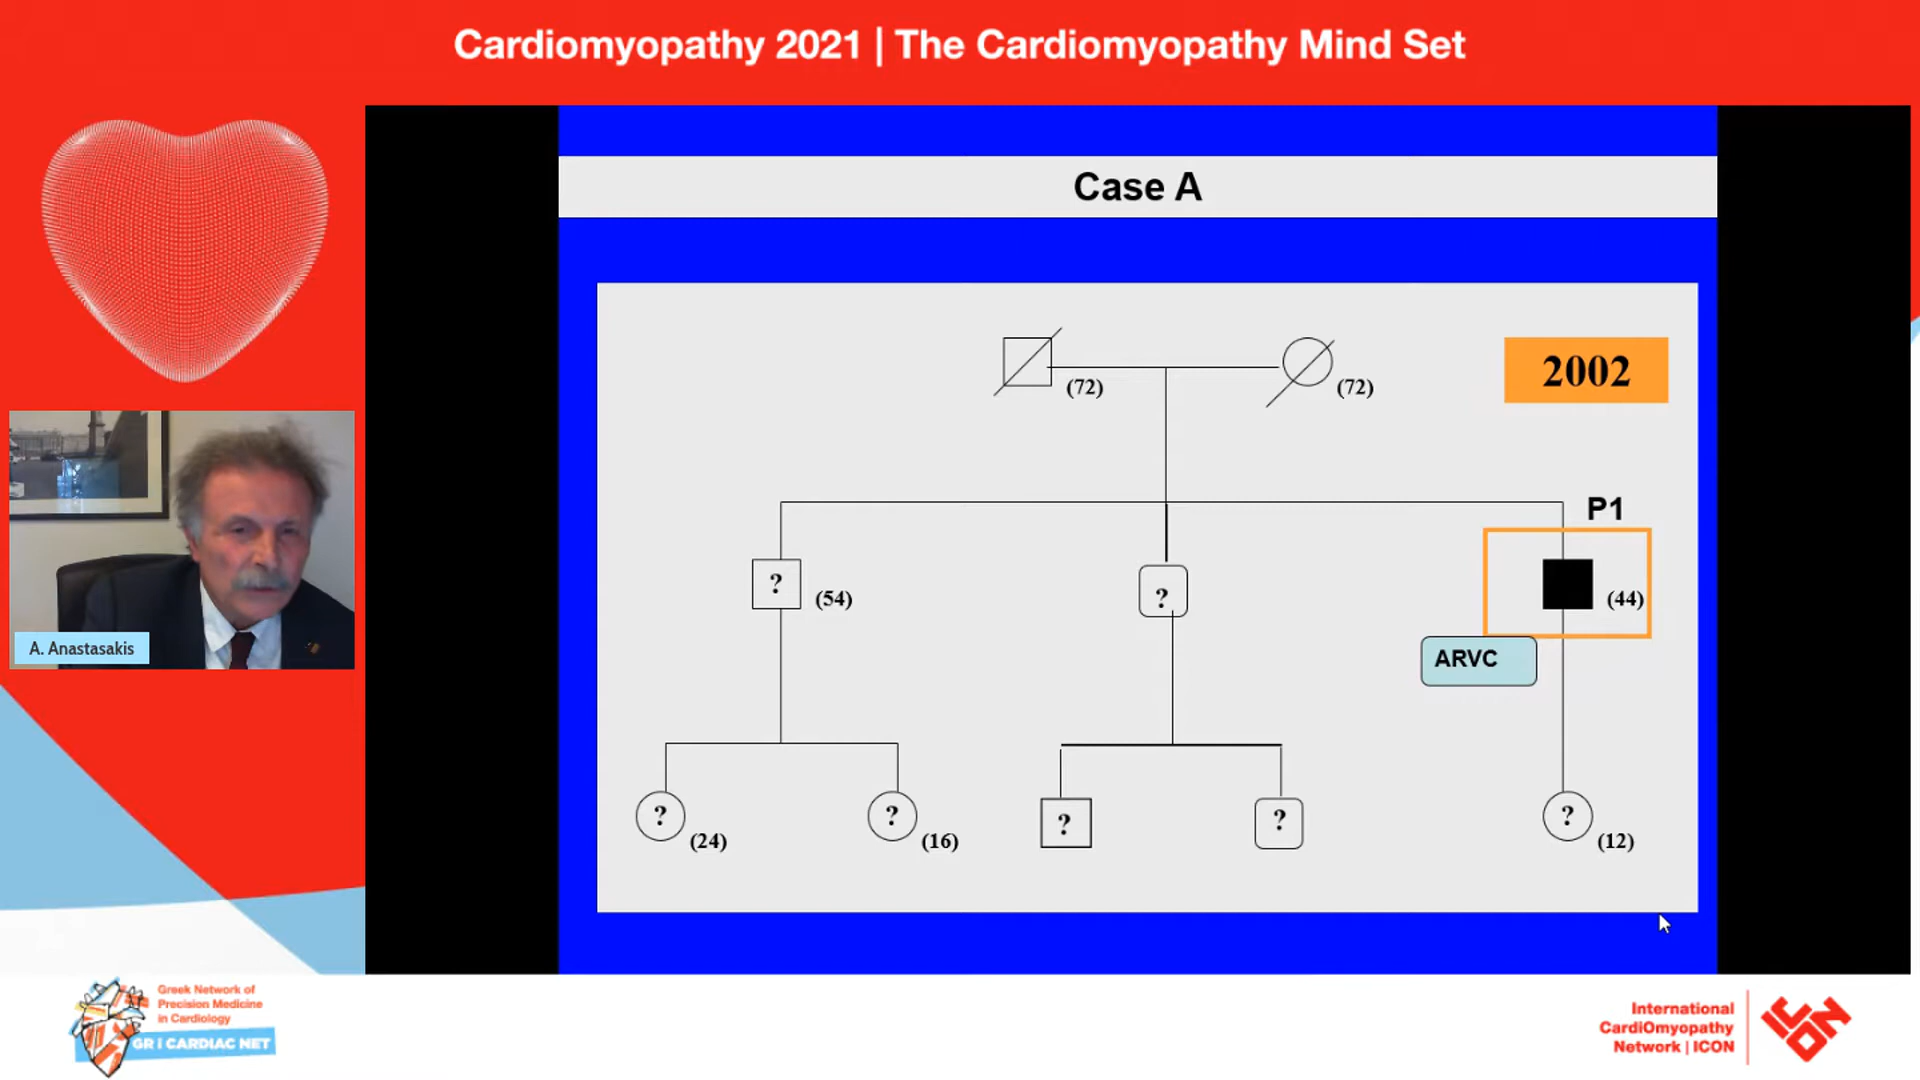 Cardiomyopathy 2021 | The Cardiomyopathy Mind Set
Case A
2002
(72)
(72)
P1
?
(54)
?
(44)
ARVC
?
(24)
?
(16)
?
?
?
(12)
A. Anastasakis
Greek Network of
Precision Medicine
in Cardiology
GR i CARDIAC NET
International
CardiOmyopathy
Network | ICON
ICON